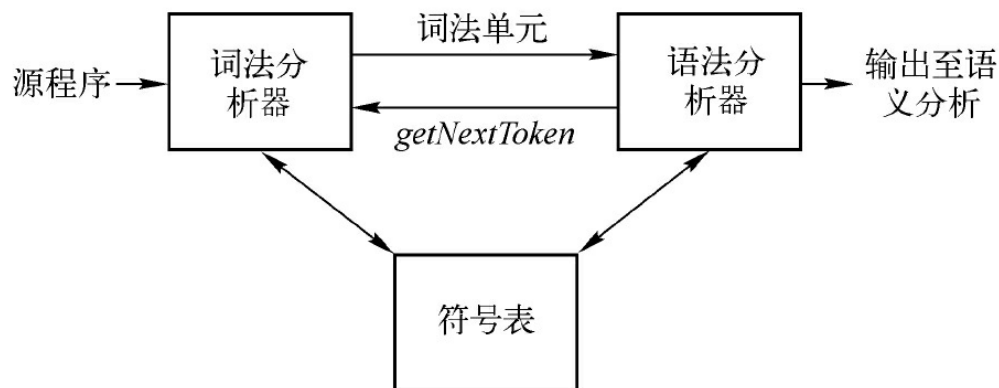 源程序
词法分
析器
词法单元
getNextToken
语法分
析器
输出至语
义分析
符号表